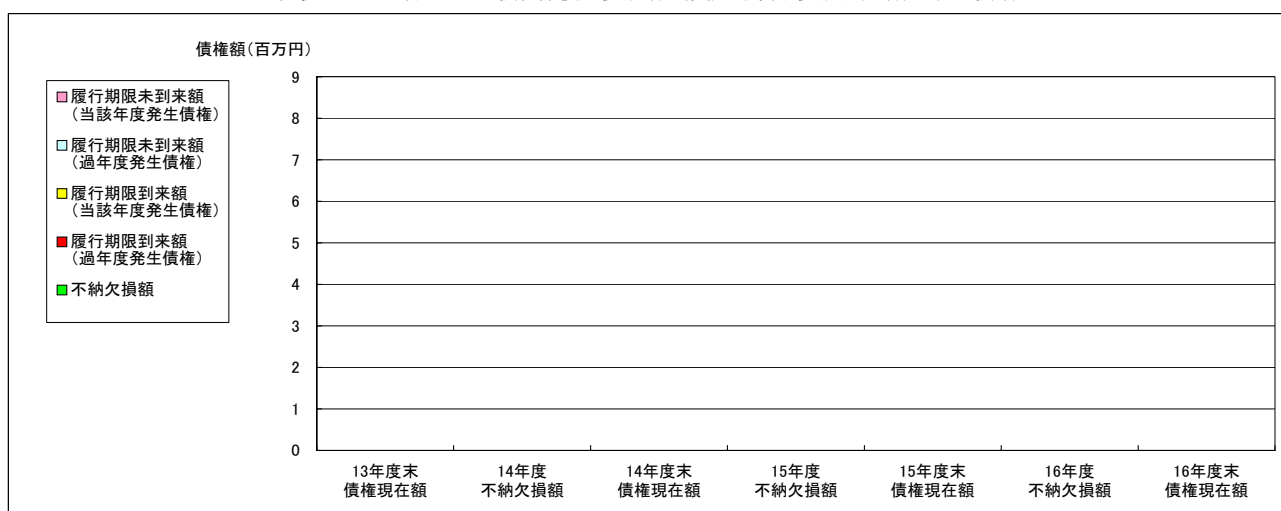 債権額(百万円)
履行期限未到来額
(当該年度発生債権)
履行期限未到来額
(過年度発生債権)
履行期限到来額
(当該年度発生債権)
履行期限到来額
(過年度発生債権)
不納欠損額
9
8
7
6
5
4
3
2
1
0
13年度末
債権現在額
14年度
不納欠損額
14年度末
債権現在額
15年度
不納欠損額
15年度末
債権現在額
16年度
不納欠損額
16年度末
債権現在額